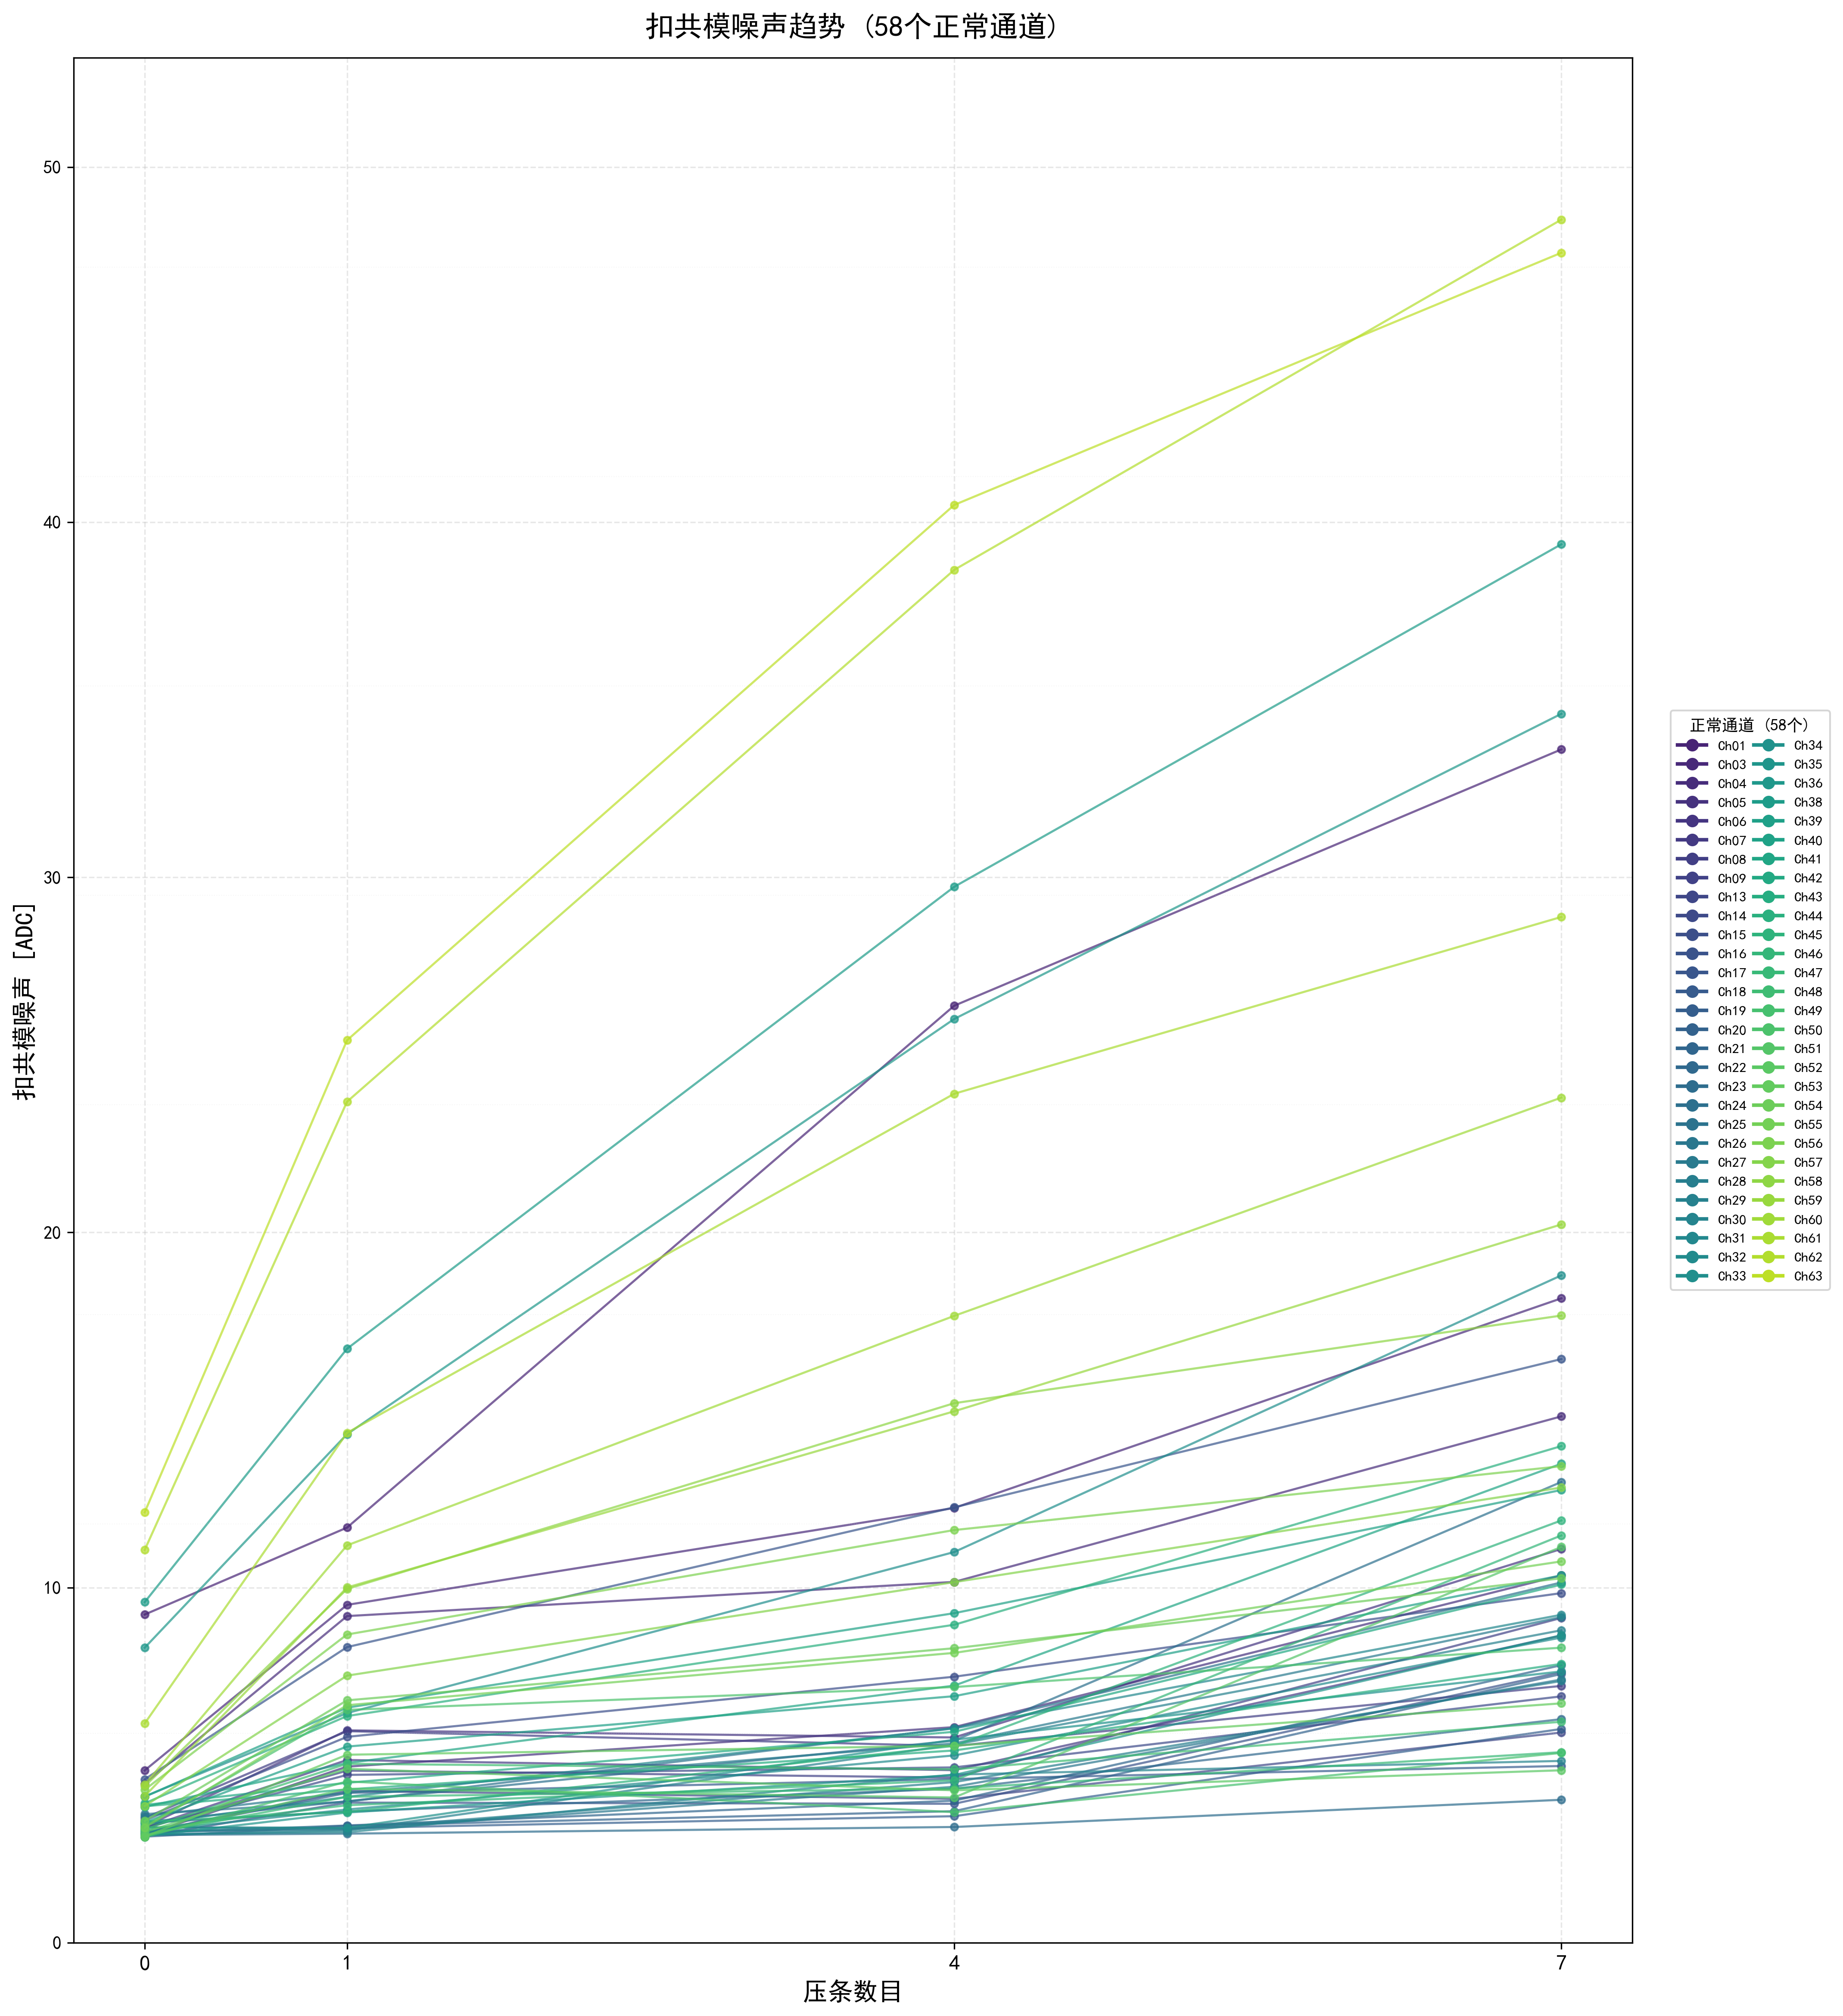 扣共模噪声趋势 (58个正常通道)
50
40
30
20
10
0
扣共模噪声 [ADC]
0 1 4 7
压条数目
正常通道 (58个)
Ch01 Ch34
Ch03 Ch35
Ch04 Ch36
Ch05 Ch38
Ch06 Ch39
Ch07 Ch40
Ch08 Ch41
Ch09 Ch42
Ch13 Ch43
Ch14 Ch44
Ch15 Ch45
Ch16 Ch46
Ch17 Ch47
Ch18 Ch48
Ch19 Ch49
Ch20 Ch50
Ch21 Ch51
Ch22 Ch52
Ch23 Ch53
Ch24 Ch54
Ch25 Ch55
Ch26 Ch56
Ch27 Ch57
Ch28 Ch58
Ch29 Ch59
Ch30 Ch60
Ch31 Ch61
Ch32 Ch62
Ch33 Ch63